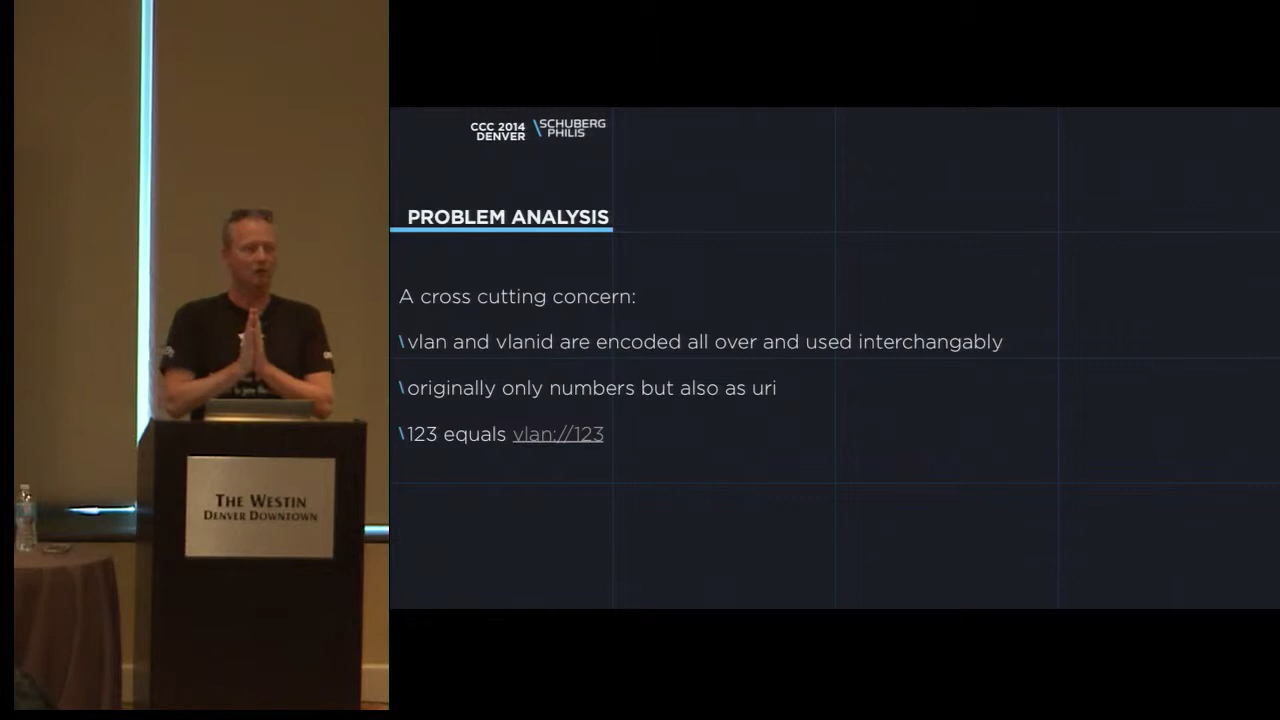 CCC 2014
DENVER
\SCHUBERG
PHILIS
PROBLEM ANALYSIS
A cross cutting concern:
\vlan and vlanid are encoded all over and used interchangably
\originally only numbers but also as uri
\123 equals vlan://123
THE WESTIN
DENVER DOWNTOWN